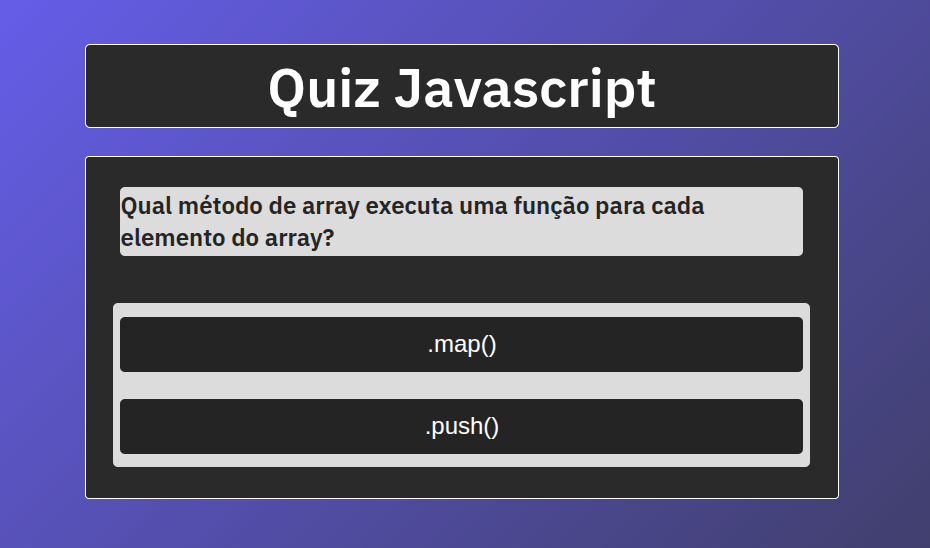 Quiz Javascript
Qual método de array executa uma função para cada
elemento do array?
.map()
.push()